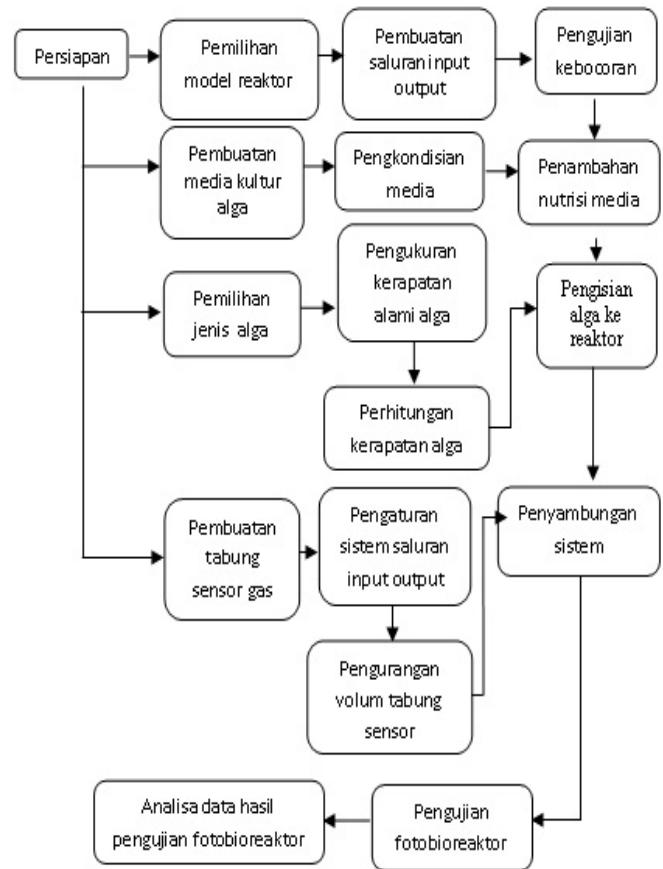 Persiapan
Pemilihan
model reaktor
Pembuatan
saluran input
output
Pengujian
kebocoran
Pembuatan
media kultur
alga
Pengkondisian
media
Penambahan
nutrisi media
Pemilihan
jenis alga
Pengukuran
kerapatan
alami alga
Pengisian
alga ke
reaktor
Perhitungan
kerapatan alga
Pembuatan
tabung
sensor gas
Pengaturan
sistem saluran
input output
Penyambungan
sistem
Pengurangan
volum tabung
sensor
Analisa data hasil
pengujian fotobioreaktor
Pengujian
fotobioreaktor